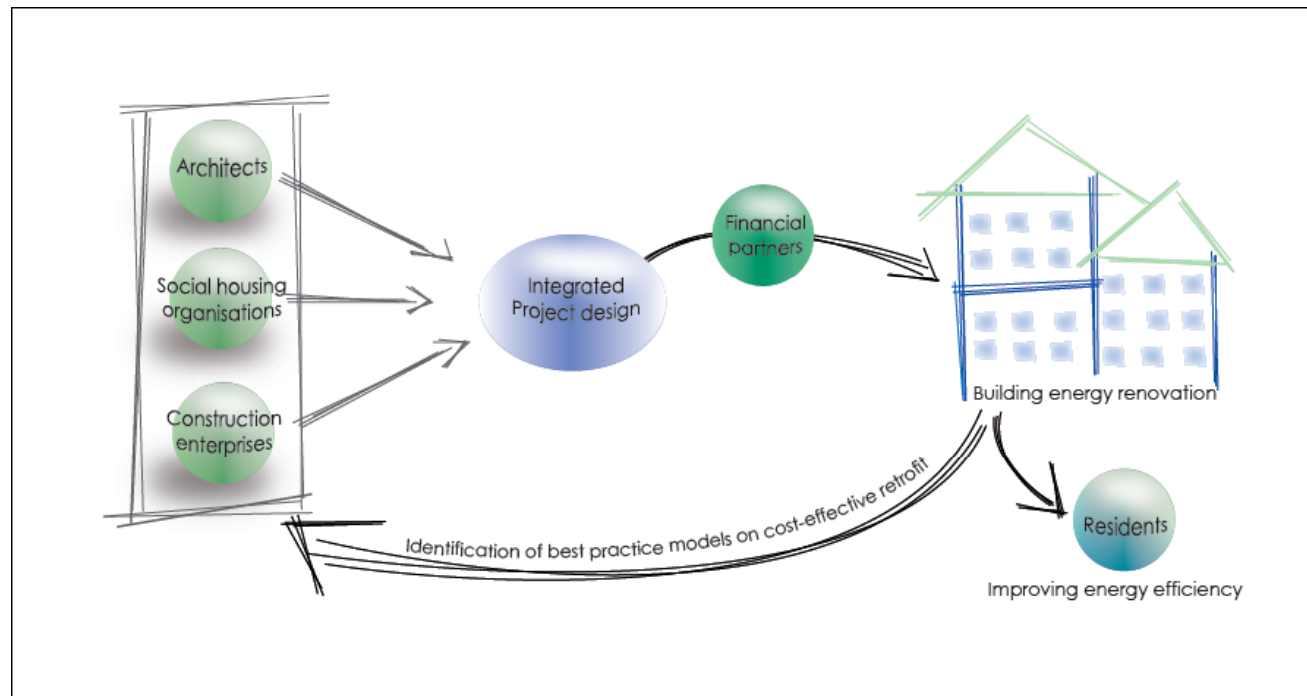 Architects
Social housing
organisations
Construction
enterprises
Integrated
Project design
Financial
partners
Building energy renovation
Identification of best practice models on cost-effective retrofit
Residents
Improving energy efficiency